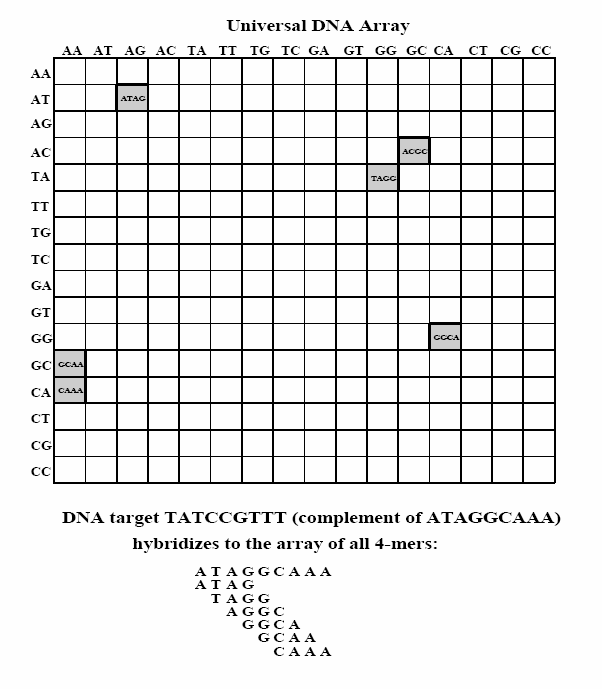 Universal DNA Array
AA AT AG AC TA TT TG TC GA GT GG GC CA CT CG CC
AA
AT ATAG
AG
AC ACGC
TA TAGG
TT
TG
TC
GA
GT
GG GGCA
GC GCAA
CA CAAA
CT
CG
CC
DNA target TATCCGTTT (complement of ATAGGCAAA)
hybridizes to the array of all 4-mers:
A T A G G C A A A
A T A G
T A G G
A G G C
G G C A
G C A A
C A A A